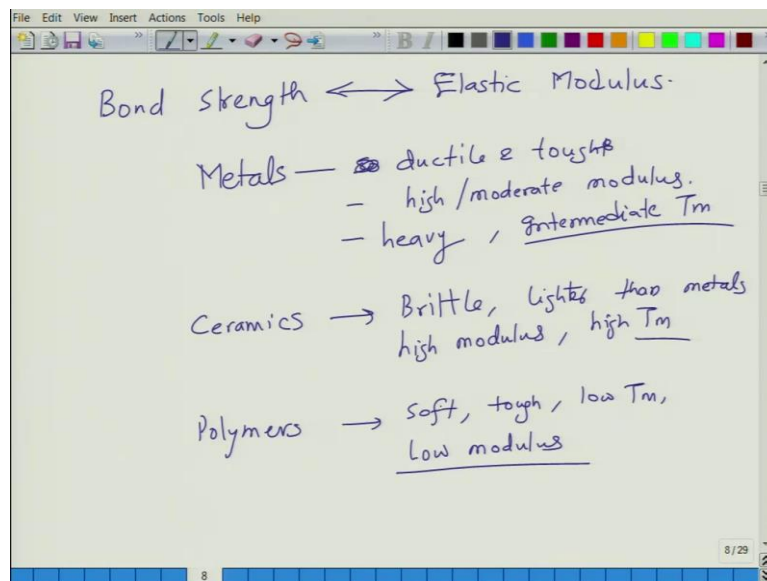 File Edit View Insert Actions Tools Help
B I
Bond Strength ⟷ Elastic Modulus.
Metals — ductile & tough
– high / moderate modulus.
– heavy, Intermediate Tm
Ceramics → Brittle, lighter than metals
high modulus, high Tm
Polymers → Soft, tough, low Tm,
Low modulus
8/29
8